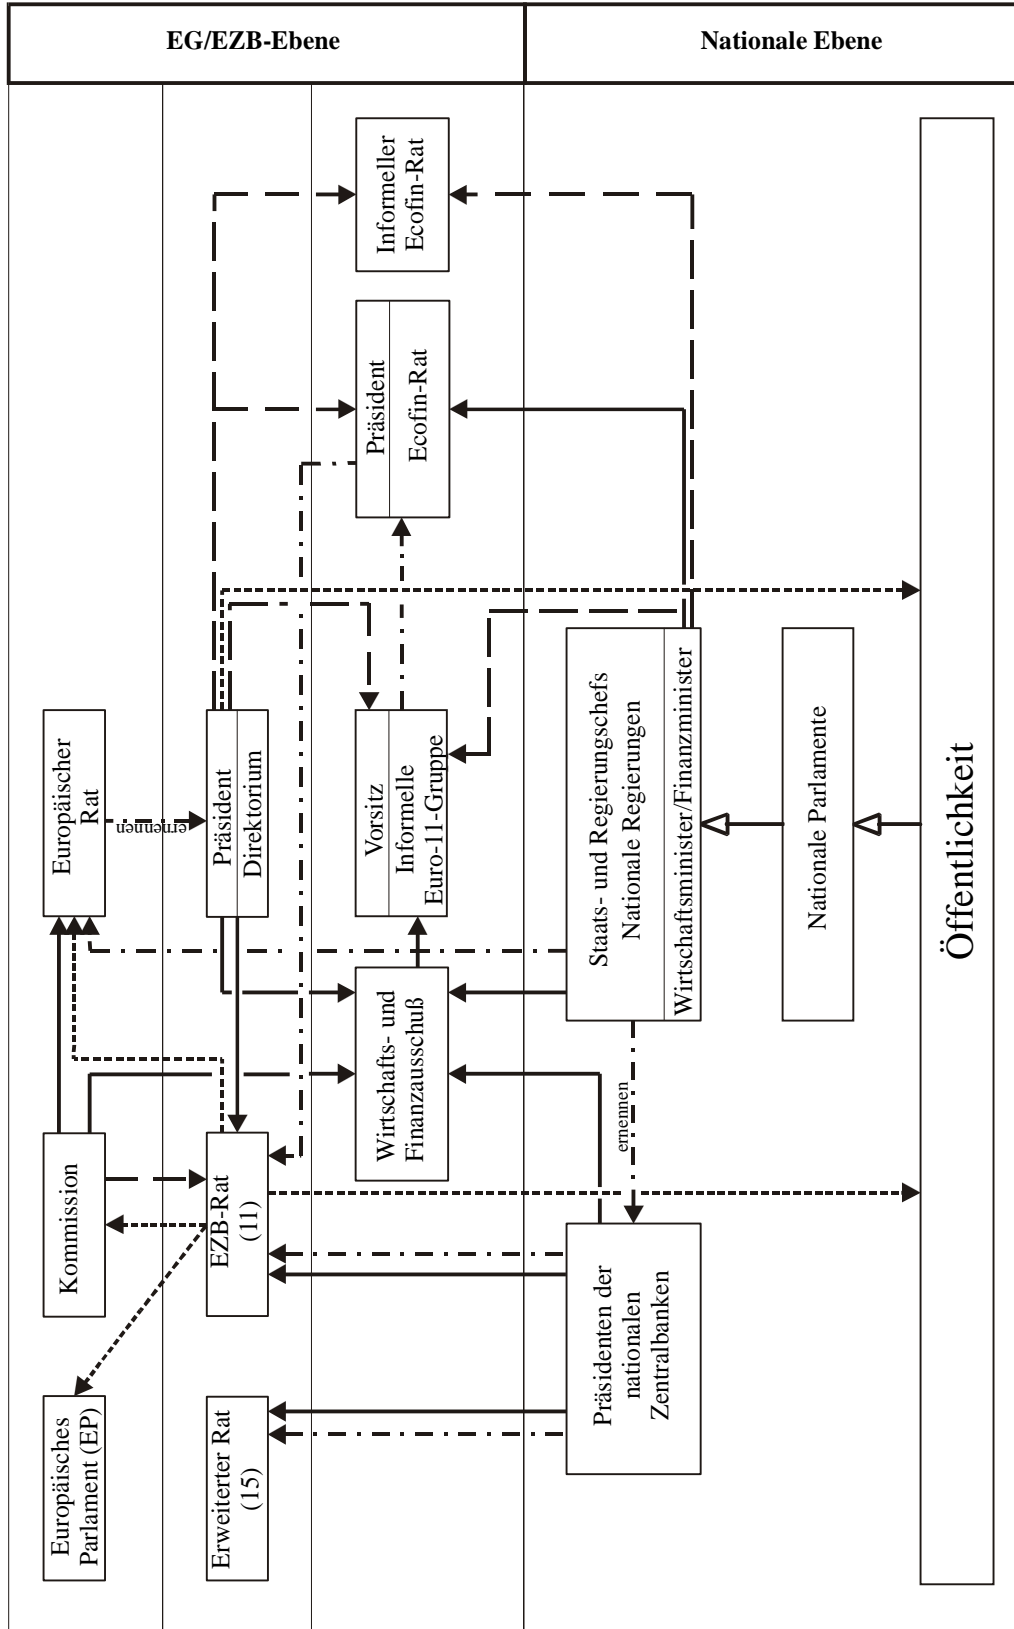 EG/EZB-Ebene
Nationale Ebene
Europäisches
Parlament (EP)
Kommission
Europäischer
Rat
ernennen
Erweiterter Rat
(15)
EZB-Rat
(11)
Präsident
Direktorium
Wirtschafts- und
Finanzausschuß
Vorsitz
Informelle
Euro-11-Gruppe
Präsident
Ecofin-Rat
Informeller
Ecofin-Rat
Präsidenten der
nationalen
Zentralbanken
ernennen
Staats- und Regierungschefs
Nationale Regierungen
Wirtschaftsminister/Finanzminister
Nationale Parlamente
Öffentlichkeit